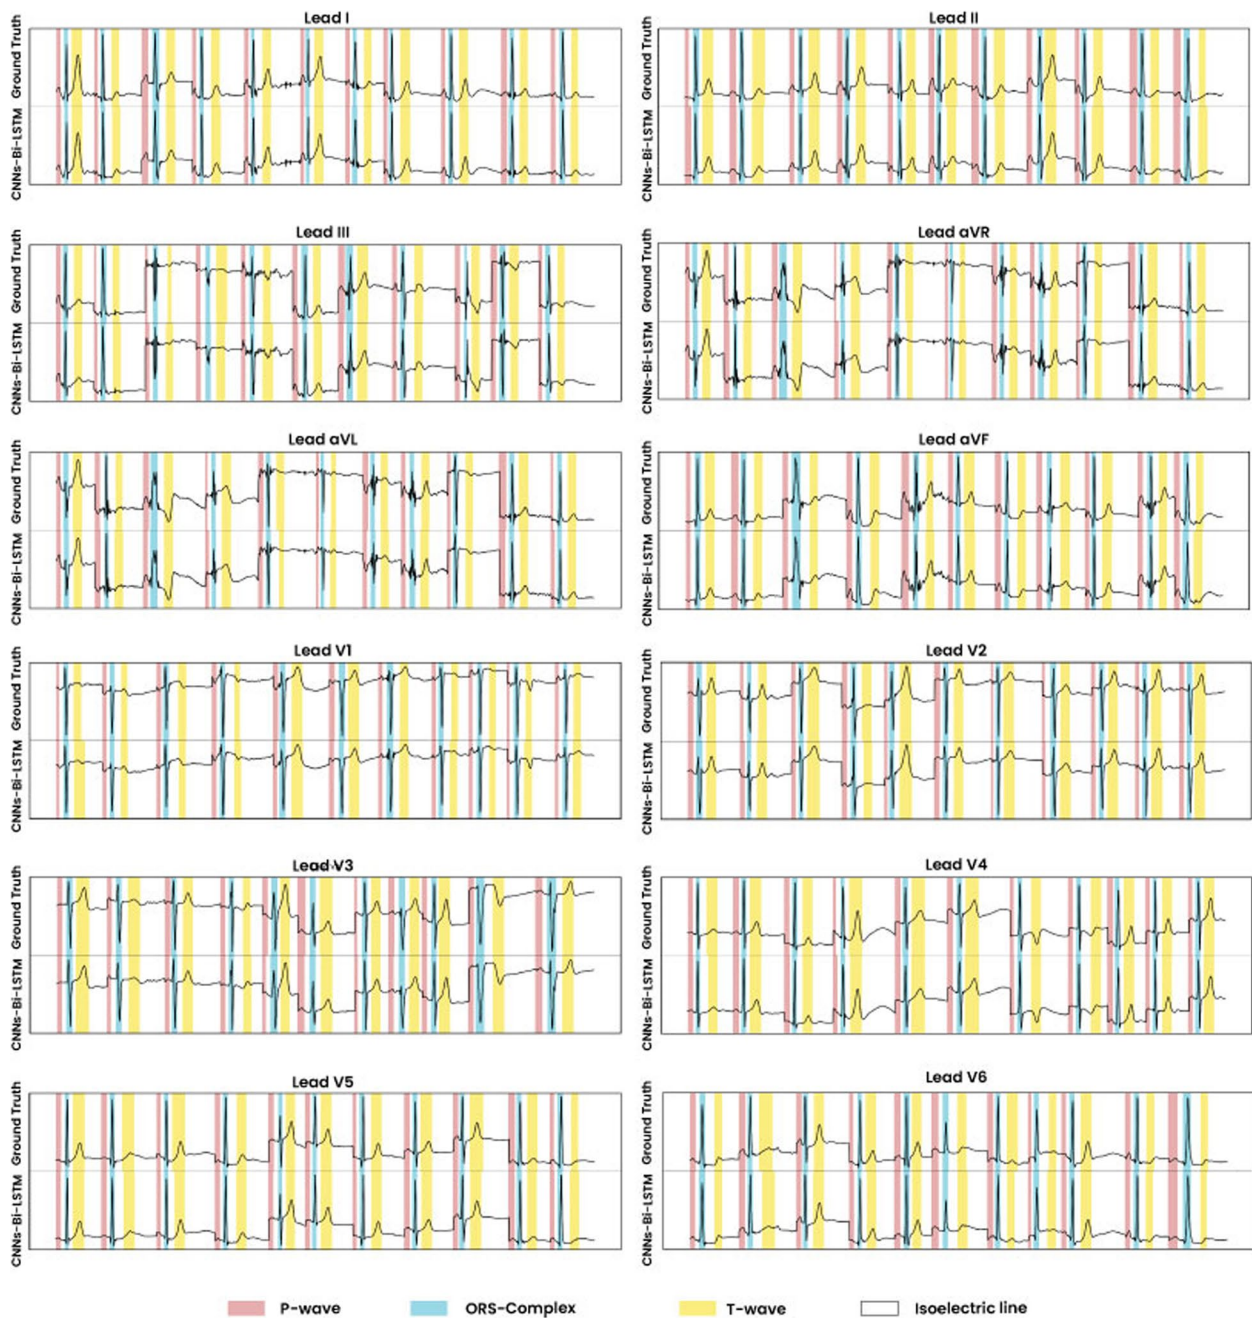 Lead I
Ground Truth
CNNs-Bi-LSTM
Lead II
Ground Truth
CNNs-Bi-LSTM
Lead III
Ground Truth
CNNs-Bi-LSTM
Lead aVR
Ground Truth
CNNs-Bi-LSTM
Lead aVL
Ground Truth
CNNs-Bi-LSTM
Lead aVF
Ground Truth
CNNs-Bi-LSTM
Lead V1
Ground Truth
CNNs-Bi-LSTM
Lead V2
Ground Truth
CNNs-Bi-LSTM
Lead V3
Ground Truth
CNNs-Bi-LSTM
Lead V4
Ground Truth
CNNs-Bi-LSTM
Lead V5
Ground Truth
CNNs-Bi-LSTM
Lead V6
Ground Truth
CNNs-Bi-LSTM
P-wave ORS-Complex T-wave Isoelectric line